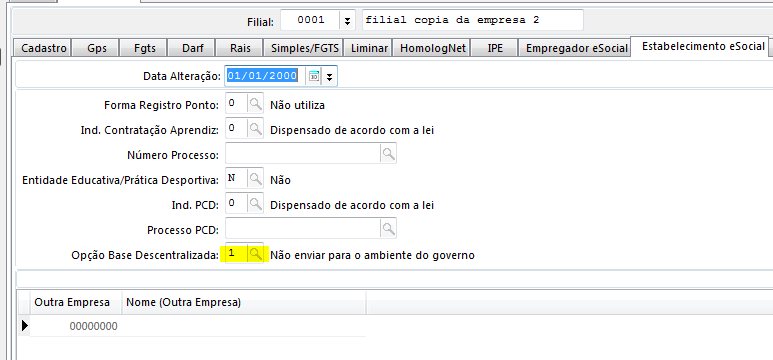 Filial: 0001 filial copia da empresa 2
Cadastro Gps Fgts Darf Rais Simples/FGTS Liminar HomologNet IPE Empregador eSocial Estabelecimento eSocial
Data Alteração: 01/01/2000
Forma Registro Ponto: 0 Não utiliza
Ind. Contratação Aprendiz: 0 Dispensado de acordo com a lei
Número Processo:
Entidade Educativa/Prática Desportiva: N Não
Ind. PCD: 0 Dispensado de acordo com a lei
Processo PCD:
Opção Base Descentralizada: 1 Não enviar para o ambiente do governo
Outra Empresa Nome (Outra Empresa)
00000000